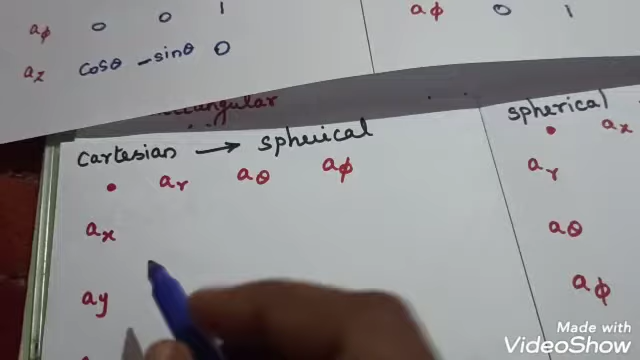 aφ 0 0 1
az cosθ -sinθ 0
aφ 0 1
cartesian → spherical
• ar aθ aφ
ax
ay
spherical
• ax
ar
aθ
aφ
Made with
VideoShow